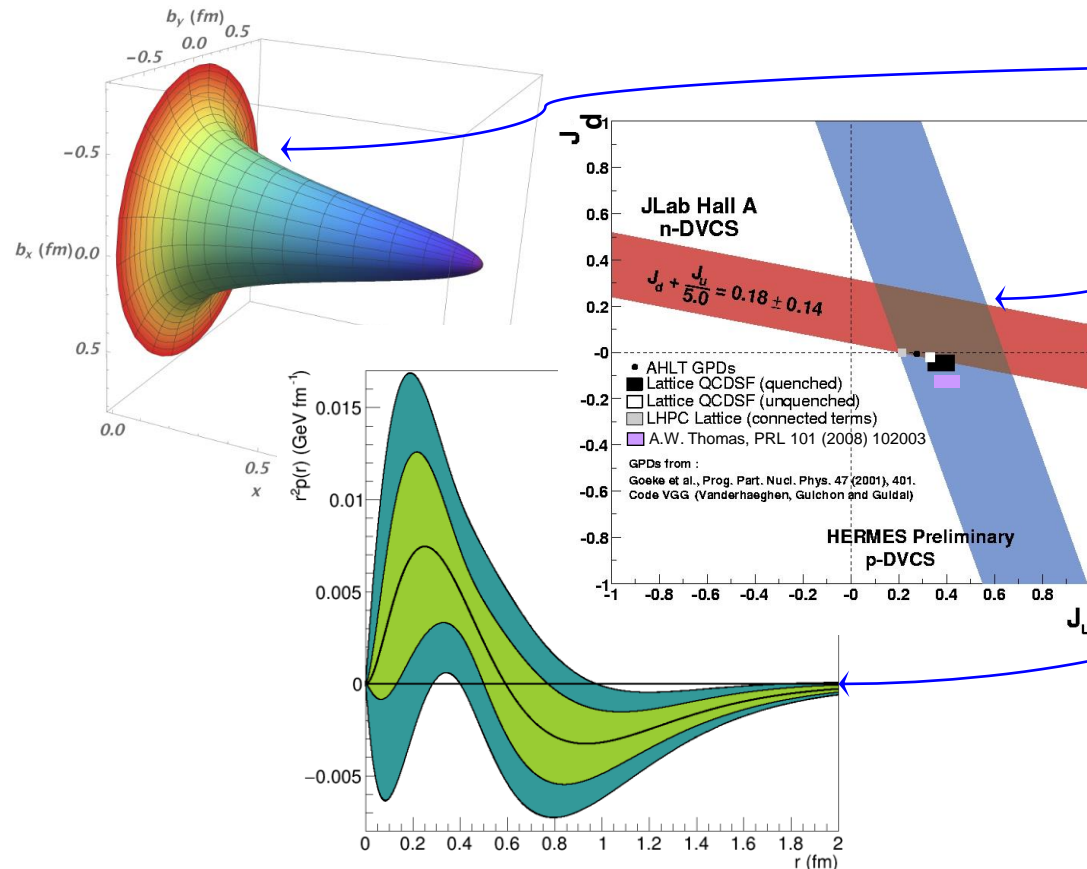 b_y (fm)
-0.5
0.0
0.5
-0.5
b_x (fm)
0.0
0.5
0.0
0.5
x
J_d
1
0.8
0.6
0.4
0.2
-0
-0.2
-0.4
-0.6
-0.8
-1
JLab Hall A
n-DVCS
J_d + J_u/5.0 = 0.18 ± 0.14
AHLT GPDs
Lattice QCDSF (quenched)
Lattice QCDSF (unquenched)
LHPC Lattice (connected terms)
A.W. Thomas, PRL 101 (2008) 102003
GPDs from :
Goeke et al., Prog. Part. Nucl. Phys. 47 (2001), 401.
Code VGG (Vanderhaeghen, Guichon and Guidal)
HERMES Preliminary
p-DVCS
-1 -0.8 -0.6 -0.4 -0.2 -0 0.2 0.4 0.6 0.8
J_u
r²p(r) (GeV fm⁻¹)
0.015
0.01
0.005
0
−0.005
0 0.2 0.4 0.6 0.8 1 1.2 1.4 1.6 1.8 2
r (fm)